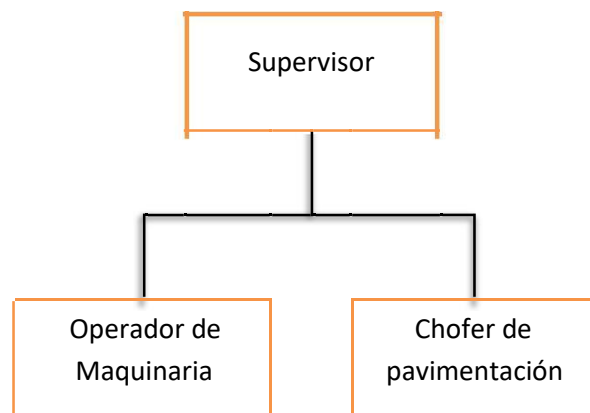 Supervisor
Operador de
Maquinaria
Chofer de
pavimentación